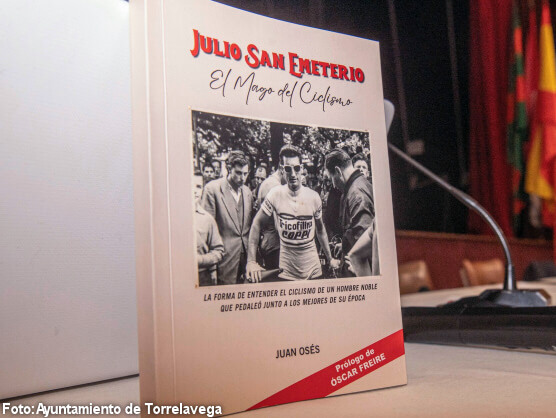 JULIO SAN EMETERIO
El Mago del Ciclismo
Tricofilina
COPPI
LA FORMA DE ENTENDER EL CICLISMO DE UN HOMBRE NOBLE
QUE PEDALEÓ JUNTO A LOS MEJORES DE SU ÉPOCA
JUAN OSÉS
Prólogo de
ÓSCAR FREIRE
Foto:Ayuntamiento de Torrelavega